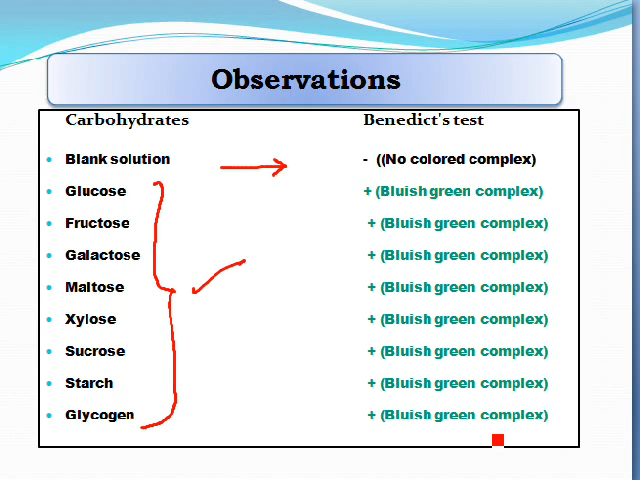 Observations
Carbohydrates Benedict's test
• Blank solution - ((No colored complex)
• Glucose + (Bluish green complex)
• Fructose + (Bluish green complex)
• Galactose + (Bluish green complex)
• Maltose + (Bluish green complex)
• Xylose + (Bluish green complex)
• Sucrose + (Bluish green complex)
• Starch + (Bluish green complex)
• Glycogen + (Bluish green complex)